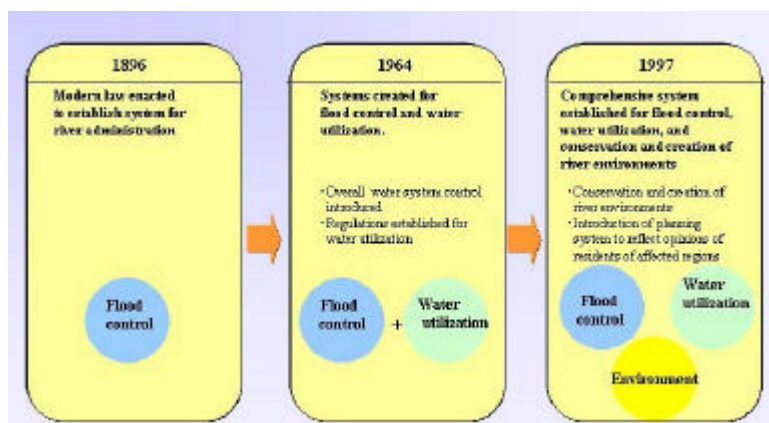 1896
Modern law enacted
to establish system for
river administration
Flood
control
1964
Systems created for
flood control and water
utilization.
・Overall water system control
introduced
・Regulations established for
water utilization
Flood
control
+
Water
utilization
1997
Comprehensive system
established for flood control,
water utilization, and
conservation and creation of
river environments
・Conservation and creation of
river environments
・Introduction of planning
system to reflect opinions of
residents of affected regions
Flood
control
Water
utilization
Environment